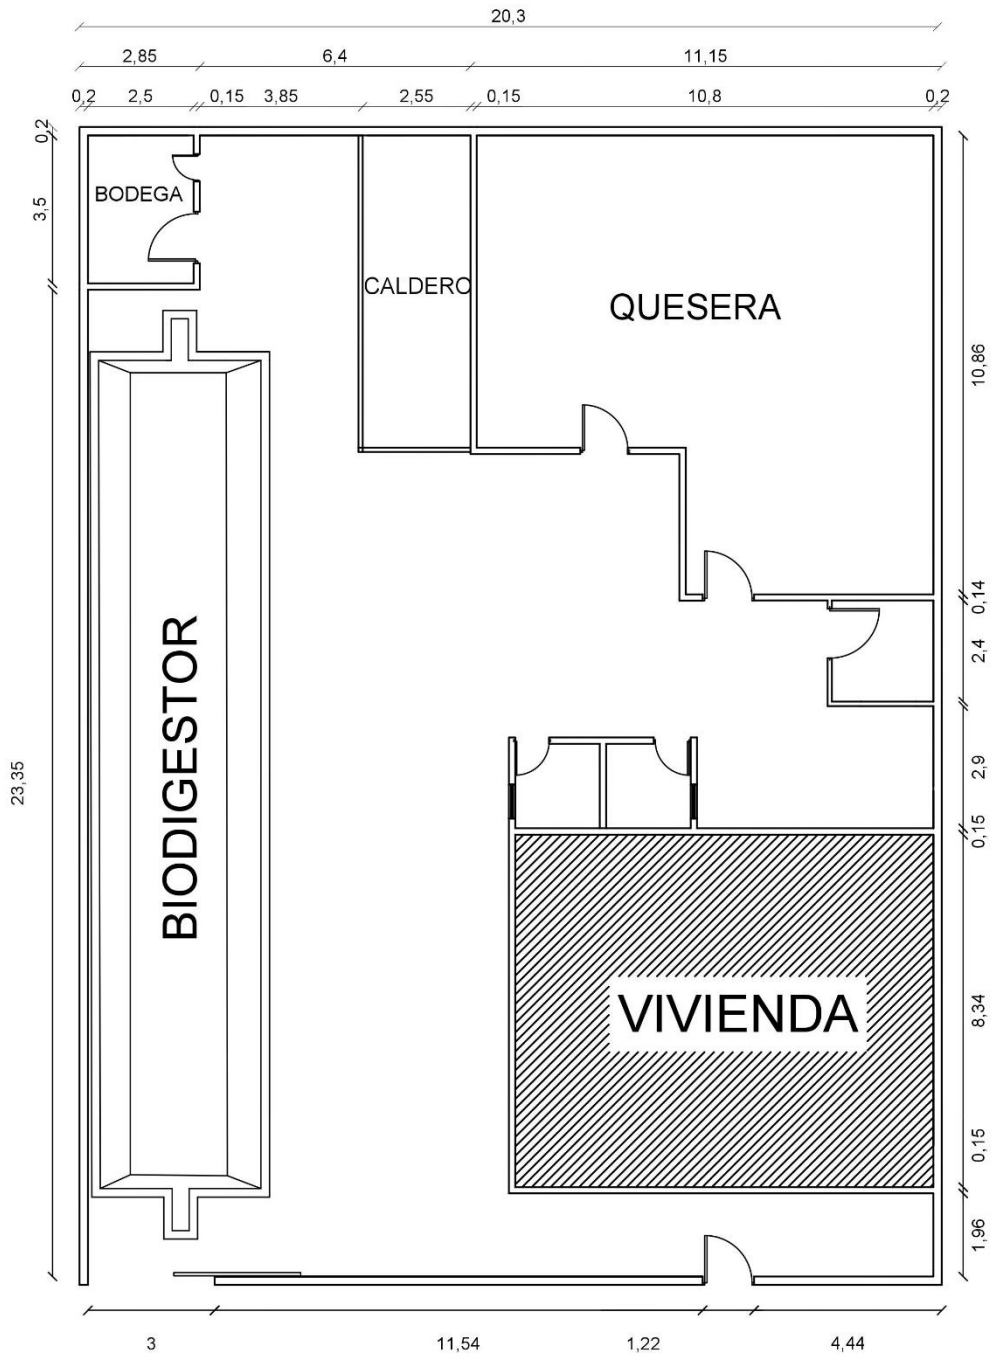 20,3
2,85 6,4 11,15
0,2 2,5 0,15 3,85 2,55 0,15 10,8 0,2
0,2
3,5
BODEGA
CALDERO
QUESERA
10,86
0,14
2,4
BIODIGESTOR
23,35
2,9
0,15
VIVIENDA
8,34
0,15
1,96
3 11,54 1,22 4,44